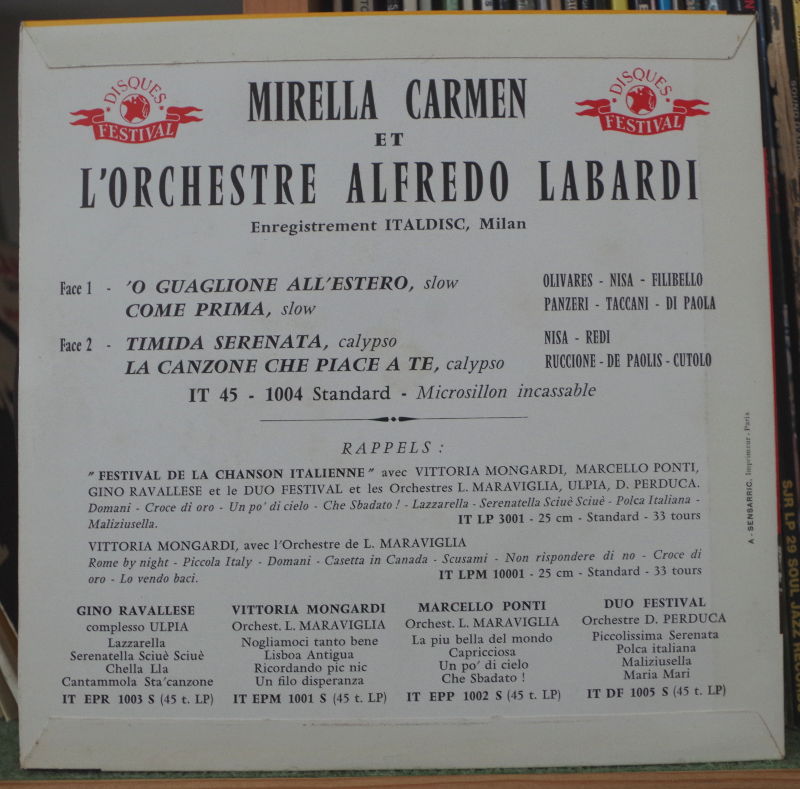 DISQUES
FESTIVAL
DISQUES
FESTIVAL
MIRELLA CARMEN
ET
L'ORCHESTRE ALFREDO LABARDI
Enregistrement ITALDISC, Milan
Face 1 - 'O GUAGLIONE ALL'ESTERO, slow OLIVARES - NISA - FILIBELLO
COME PRIMA, slow PANZERI - TACCANI - DI PAOLA
Face 2 - TIMIDA SERENATA, calypso NISA - REDI
LA CANZONE CHE PIACE A TE, calypso RUCCIONE - DE PAOLIS - CUTOLO
IT 45 - 1004 Standard - Microsillon incassable
RAPPELS :
" FESTIVAL DE LA CHANSON ITALIENNE " avec VITTORIA MONGARDI, MARCELLO PONTI,
GINO RAVALLESE et le DUO FESTIVAL et les Orchestres L. MARAVIGLIA, ULPIA, D. PERDUCA.
Domani - Croce di oro - Un po' di cielo - Che Sbadato ! - Lazzarella - Serenatella Sciuè Sciuè - Polca Italiana -
Maliziusella. IT LP 3001 - 25 cm - Standard - 33 tours
VITTORIA MONGARDI, avec l'Orchestre de L. MARAVIGLIA
Rome by night - Piccola Italy - Domani - Casetta in Canada - Scusami - Non rispondere di no - Croce di
oro - Lo vendo baci. IT LPM 10001 - 25 cm - Standard - 33 tours
GINO RAVALLESE
complesso ULPIA
Lazzarella
Serenatella Sciuè Sciuè
Chella Lla
Cantammola Sta'canzone
IT EPR 1003 S (45 t. LP)
VITTORIA MONGARDI
Orchest. L. MARAVIGLIA
Nogliamoci tanto bene
Lisboa Antigua
Ricordando pic nic
Un filo disperanza
IT EPM 1001 S (45 t. LP)
MARCELLO PONTI
Orchest. L. MARAVIGLIA
La piu bella del mondo
Capricciosa
Un po' di cielo
Che Sbadato !
IT EPP 1002 S (45 t. LP)
DUO FESTIVAL
Orchestre D. PERDUCA
Piccolissima Serenata
Polca italiana
Maliziusella
Maria Mari
IT DF 1005 S (45 t. LP)
A - SENSARRIC, Imprimeur - Paris
SJR LP 29 SOUL JAZZ RECORDS